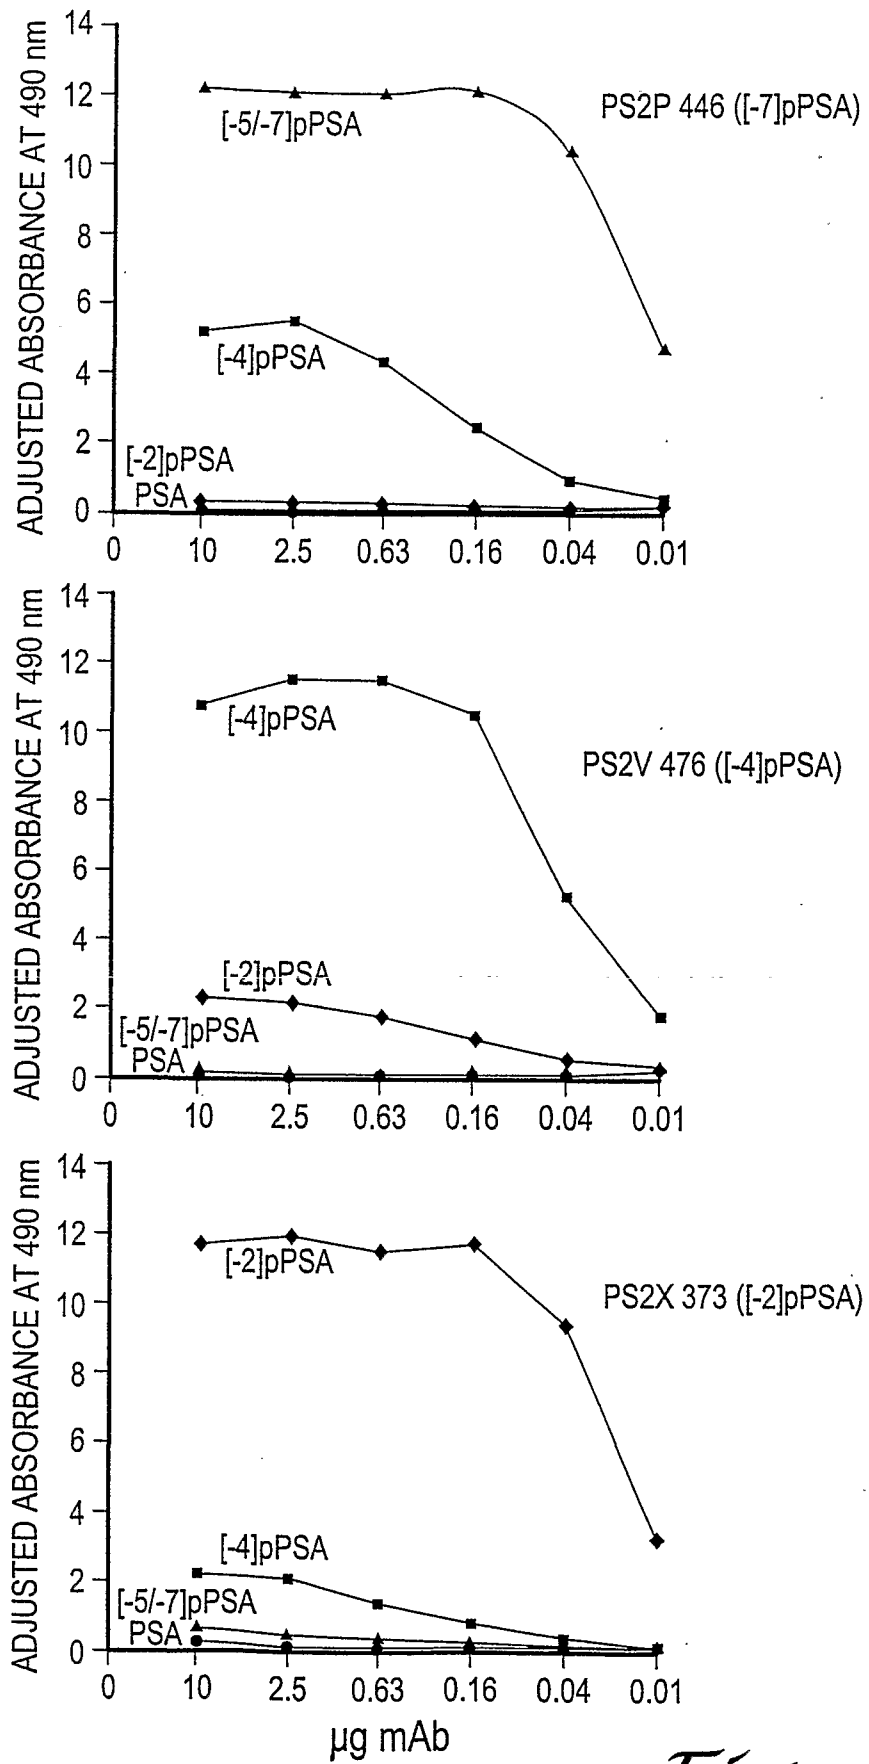 ADJUSTED ABSORBANCE AT 490 nm
14
12
10
8
6
4
2
0
[-5/-7]pPSA
PS2P 446 ([-7]pPSA)
[-4]pPSA
[-2]pPSA
PSA
0 10 2.5 0.63 0.16 0.04 0.01
ADJUSTED ABSORBANCE AT 490 nm
14
12
10
8
6
4
2
0
[-4]pPSA
PS2V 476 ([-4]pPSA)
[-2]pPSA
[-5/-7]pPSA
PSA
0 10 2.5 0.63 0.16 0.04 0.01
ADJUSTED ABSORBANCE AT 490 nm
14
12
10
8
6
4
2
0
[-2]pPSA
PS2X 373 ([-2]pPSA)
[-4]pPSA
[-5/-7]pPSA
PSA
0 10 2.5 0.63 0.16 0.04 0.01
µg mAb